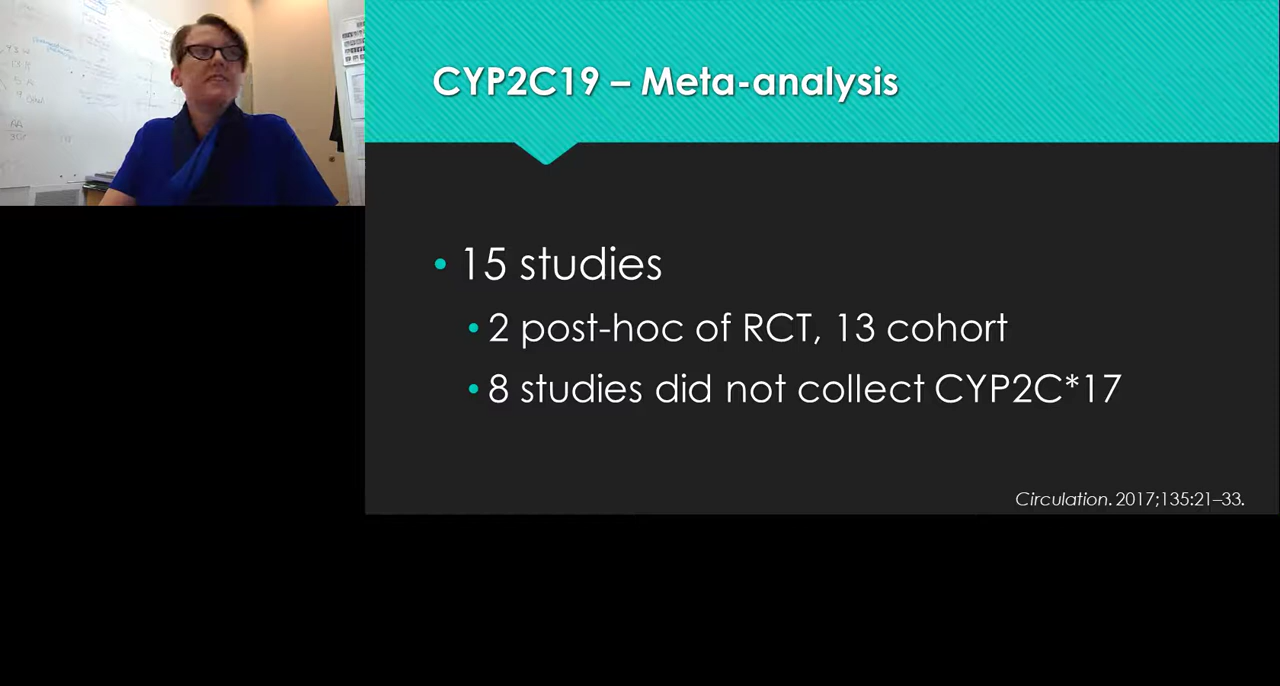 CYP2C19 – Meta-analysis
• 15 studies
• 2 post-hoc of RCT, 13 cohort
• 8 studies did not collect CYP2C*17
Circulation. 2017;135:21–33.